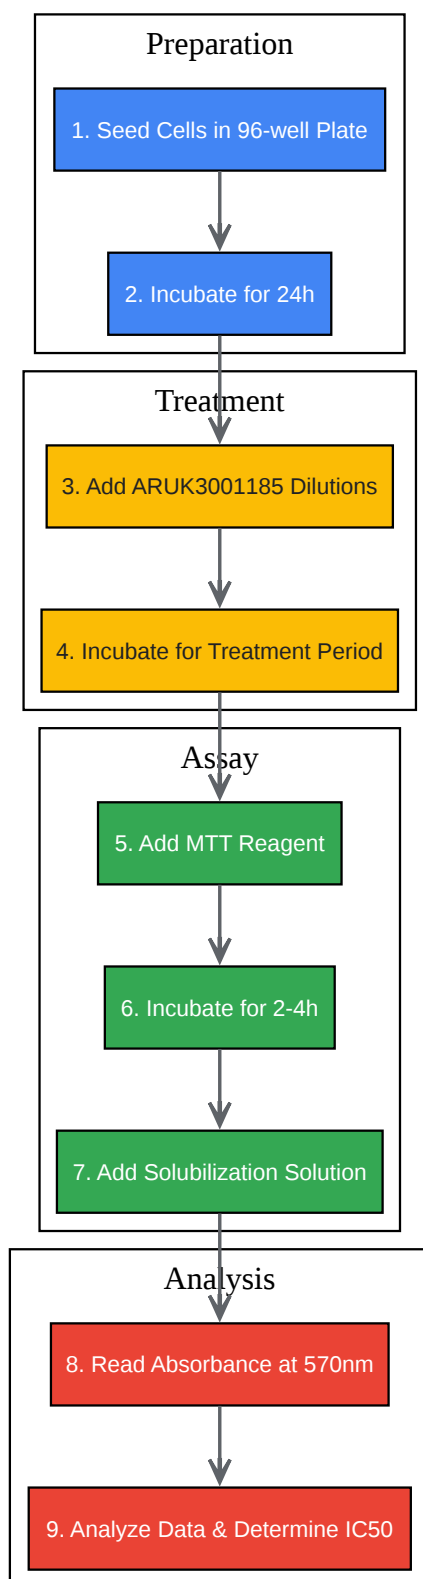 Preparation
1. Seed Cells in 96-well Plate
2. Incubate for 24h
Treatment
3. Add ARUK3001185 Dilutions
4. Incubate for Treatment Period
Assay
5. Add MTT Reagent
6. Incubate for 2-4h
7. Add Solubilization Solution
Analysis
8. Read Absorbance at 570nm
9. Analyze Data & Determine IC50